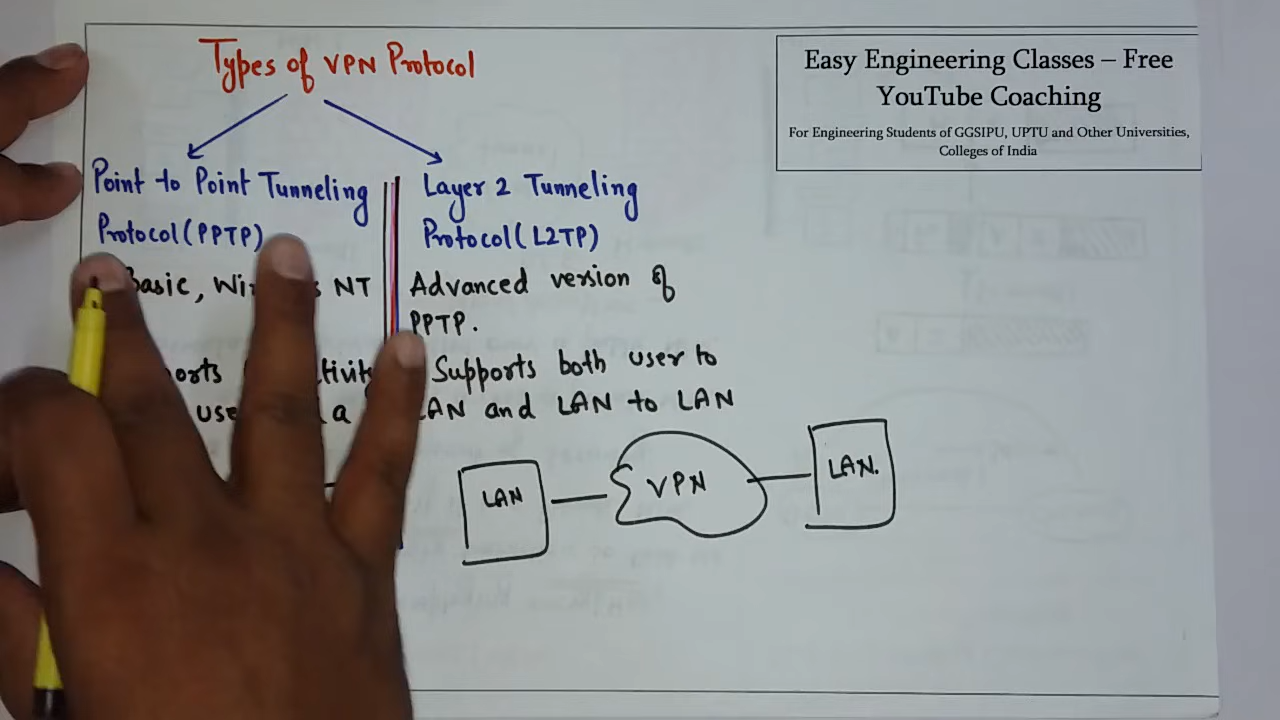 Types of VPN Protocol
Easy Engineering Classes – Free
YouTube Coaching
For Engineering Students of GGSIPU, UPTU and Other Universities,
Colleges of India
Point to Point Tunneling
Protocol (PPTP)
Basic, NT
Layer 2 Tunneling
Protocol (L2TP)
Advanced version of
PPTP.
Supports both user to
LAN and LAN to LAN
LAN
VPN
LAN.